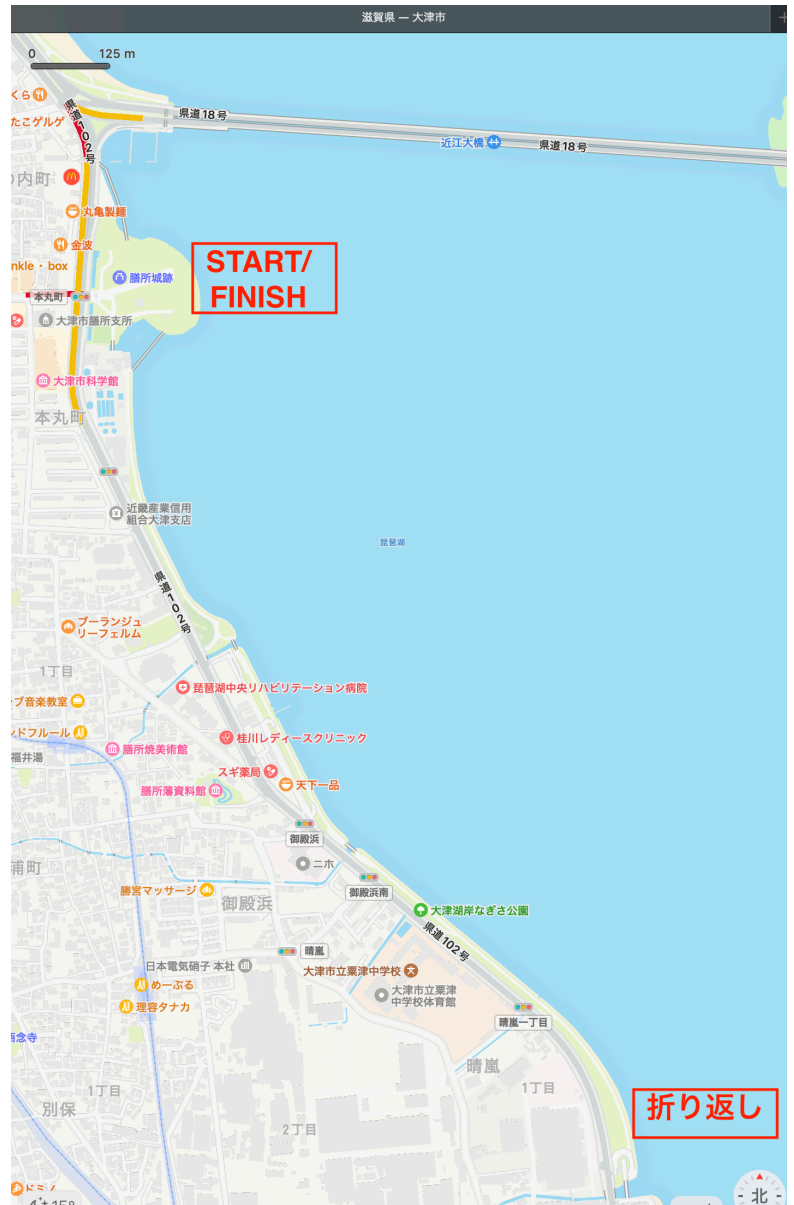 滋賀県 — 大津市
0 125 m
くら
たこゲルゲ
県道102号
県道18号
近江大橋
県道18号
の内町
丸亀製麺
金波
nkle・box
膳所城跡
START/
FINISH
本丸町
大津市膳所支所
大津市科学館
本丸町
近畿産業信用
組合大津支店
琵琶湖
県道102号
ブーランジュ
リーフェルム
1丁目
琵琶湖中央リハビリテーション病院
ブ音楽教室
ンドフルール
桂川レディースクリニック
膳所焼美術館
福井湯
スギ薬局
天下一品
膳所藩資料館
御殿浜
ニホ
浦町
勝宮マッサージ
御殿浜南
御殿浜
大津湖岸なぎさ公園
県道102号
晴嵐
日本電気硝子 本社
大津市立粟津中学校
めーぷる
大津市立粟津
中学校体育館
理容タナカ
晴嵐一丁目
西念寺
晴嵐
1丁目
1丁目
別保
2丁目
折り返し
ドミノ
北